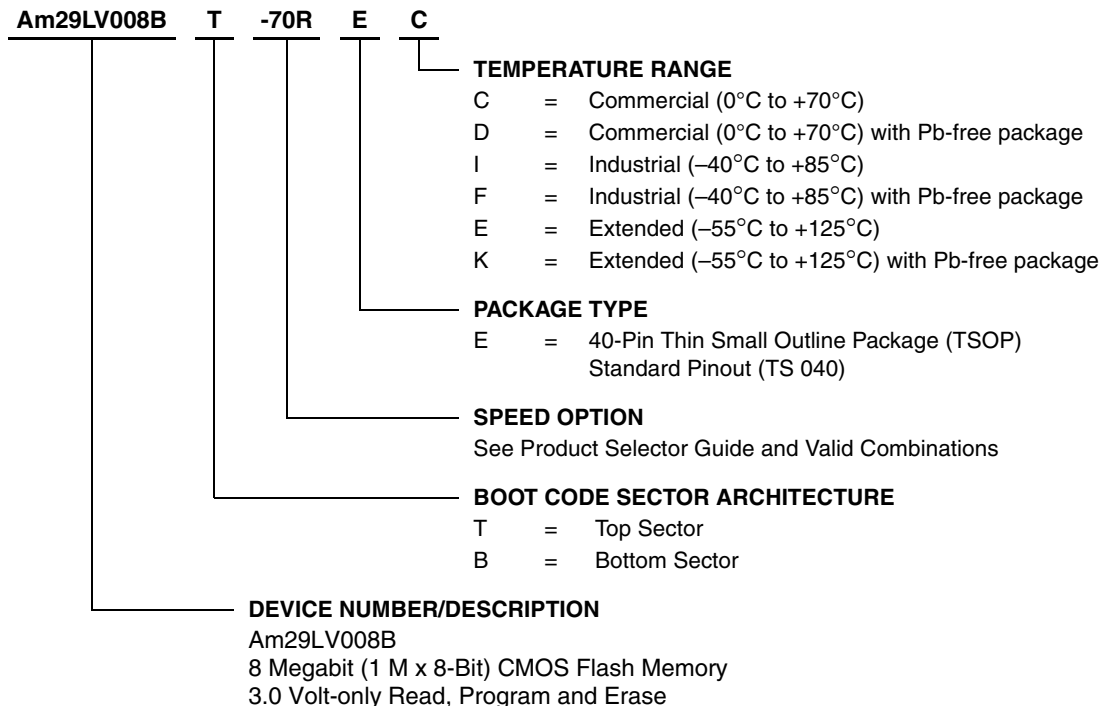 Am29LV008B T -70R E C
TEMPERATURE RANGE
C = Commercial (0°C to +70°C)
D = Commercial (0°C to +70°C) with Pb-free package
I = Industrial (–40°C to +85°C)
F = Industrial (–40°C to +85°C) with Pb-free package
E = Extended (–55°C to +125°C)
K = Extended (–55°C to +125°C) with Pb-free package
PACKAGE TYPE
E = 40-Pin Thin Small Outline Package (TSOP)
Standard Pinout (TS 040)
SPEED OPTION
See Product Selector Guide and Valid Combinations
BOOT CODE SECTOR ARCHITECTURE
T = Top Sector
B = Bottom Sector
DEVICE NUMBER/DESCRIPTION
Am29LV008B
8 Megabit (1 M x 8-Bit) CMOS Flash Memory
3.0 Volt-only Read, Program and Erase